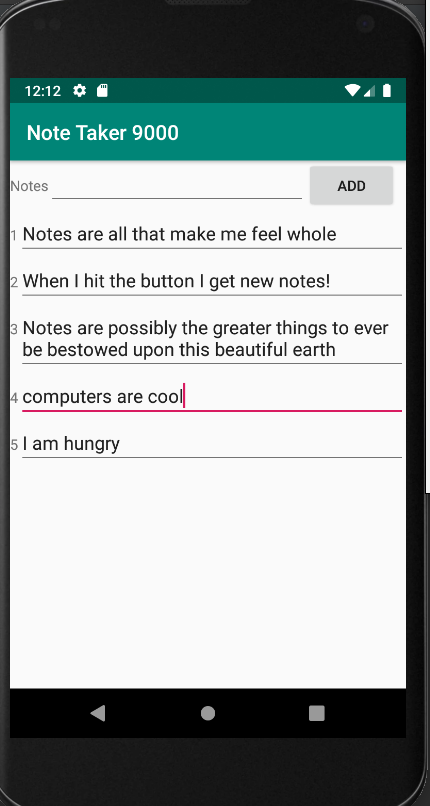 12:12
Note Taker 9000
Notes
ADD
1 Notes are all that make me feel whole
2 When I hit the button I get new notes!
3 Notes are possibly the greater things to ever
be bestowed upon this beautiful earth
4 computers are cool
5 I am hungry